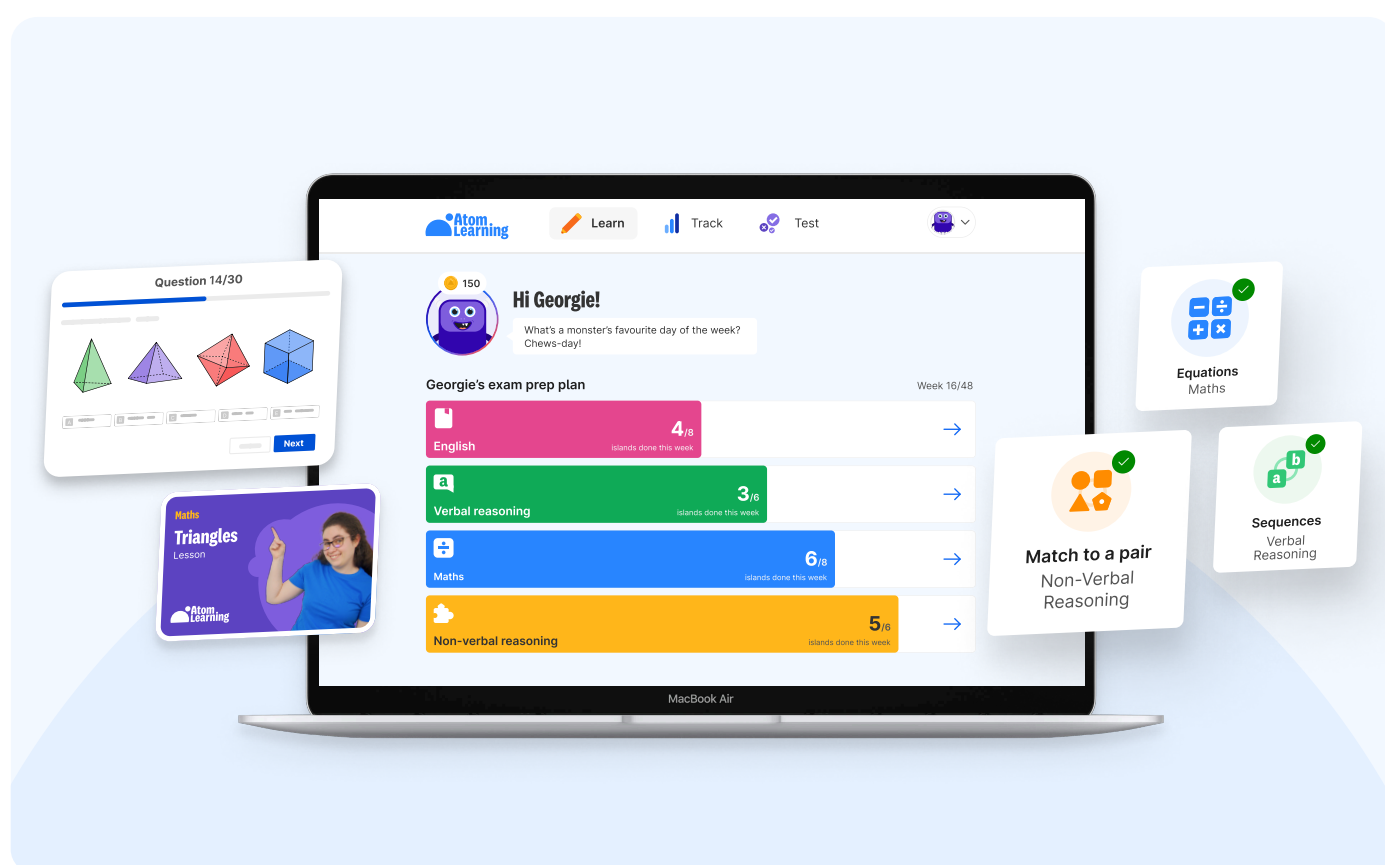 Atom
Learning
Learn
Track
Test
150
Hi Georgie!
What's a monster's favourite day of the week?
Chews-day!
Georgie's exam prep plan
Week 16/48
English
4/8
islands done this week
a
Verbal reasoning
3/6
islands done this week
Maths
6/8
islands done this week
Non-verbal reasoning
5/6
islands done this week
MacBook Air
Question 14/30
Next
Maths
Triangles
Lesson
Atom
Learning
Equations
Maths
Match to a pair
Non-Verbal
Reasoning
a b
Sequences
Verbal
Reasoning